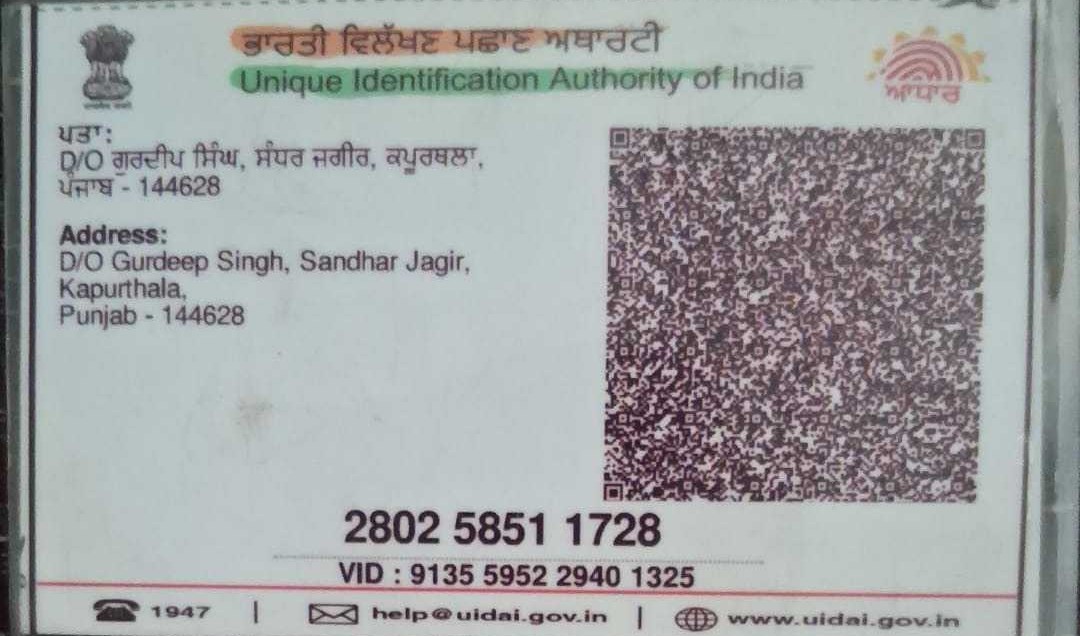 ਭਾਰਤੀ ਵਿਲੱਖਣ ਪਛਾਣ ਅਥਾਰਟੀ
Unique Identification Authority of India
ਆਧਾਰ
ਪਤਾ:
D/O ਗੁਰਦੀਪ ਸਿੰਘ, ਸੰਧਰ ਜਗੀਰ, ਕਪੂਰਥਲਾ,
ਪੰਜਾਬ - 144628
Address:
D/O Gurdeep Singh, Sandhar Jagir,
Kapurthala,
Punjab - 144628
2802 5851 1728
VID : 9135 5952 2940 1325
1947 | help@uidai.gov.in | www.uidai.gov.in